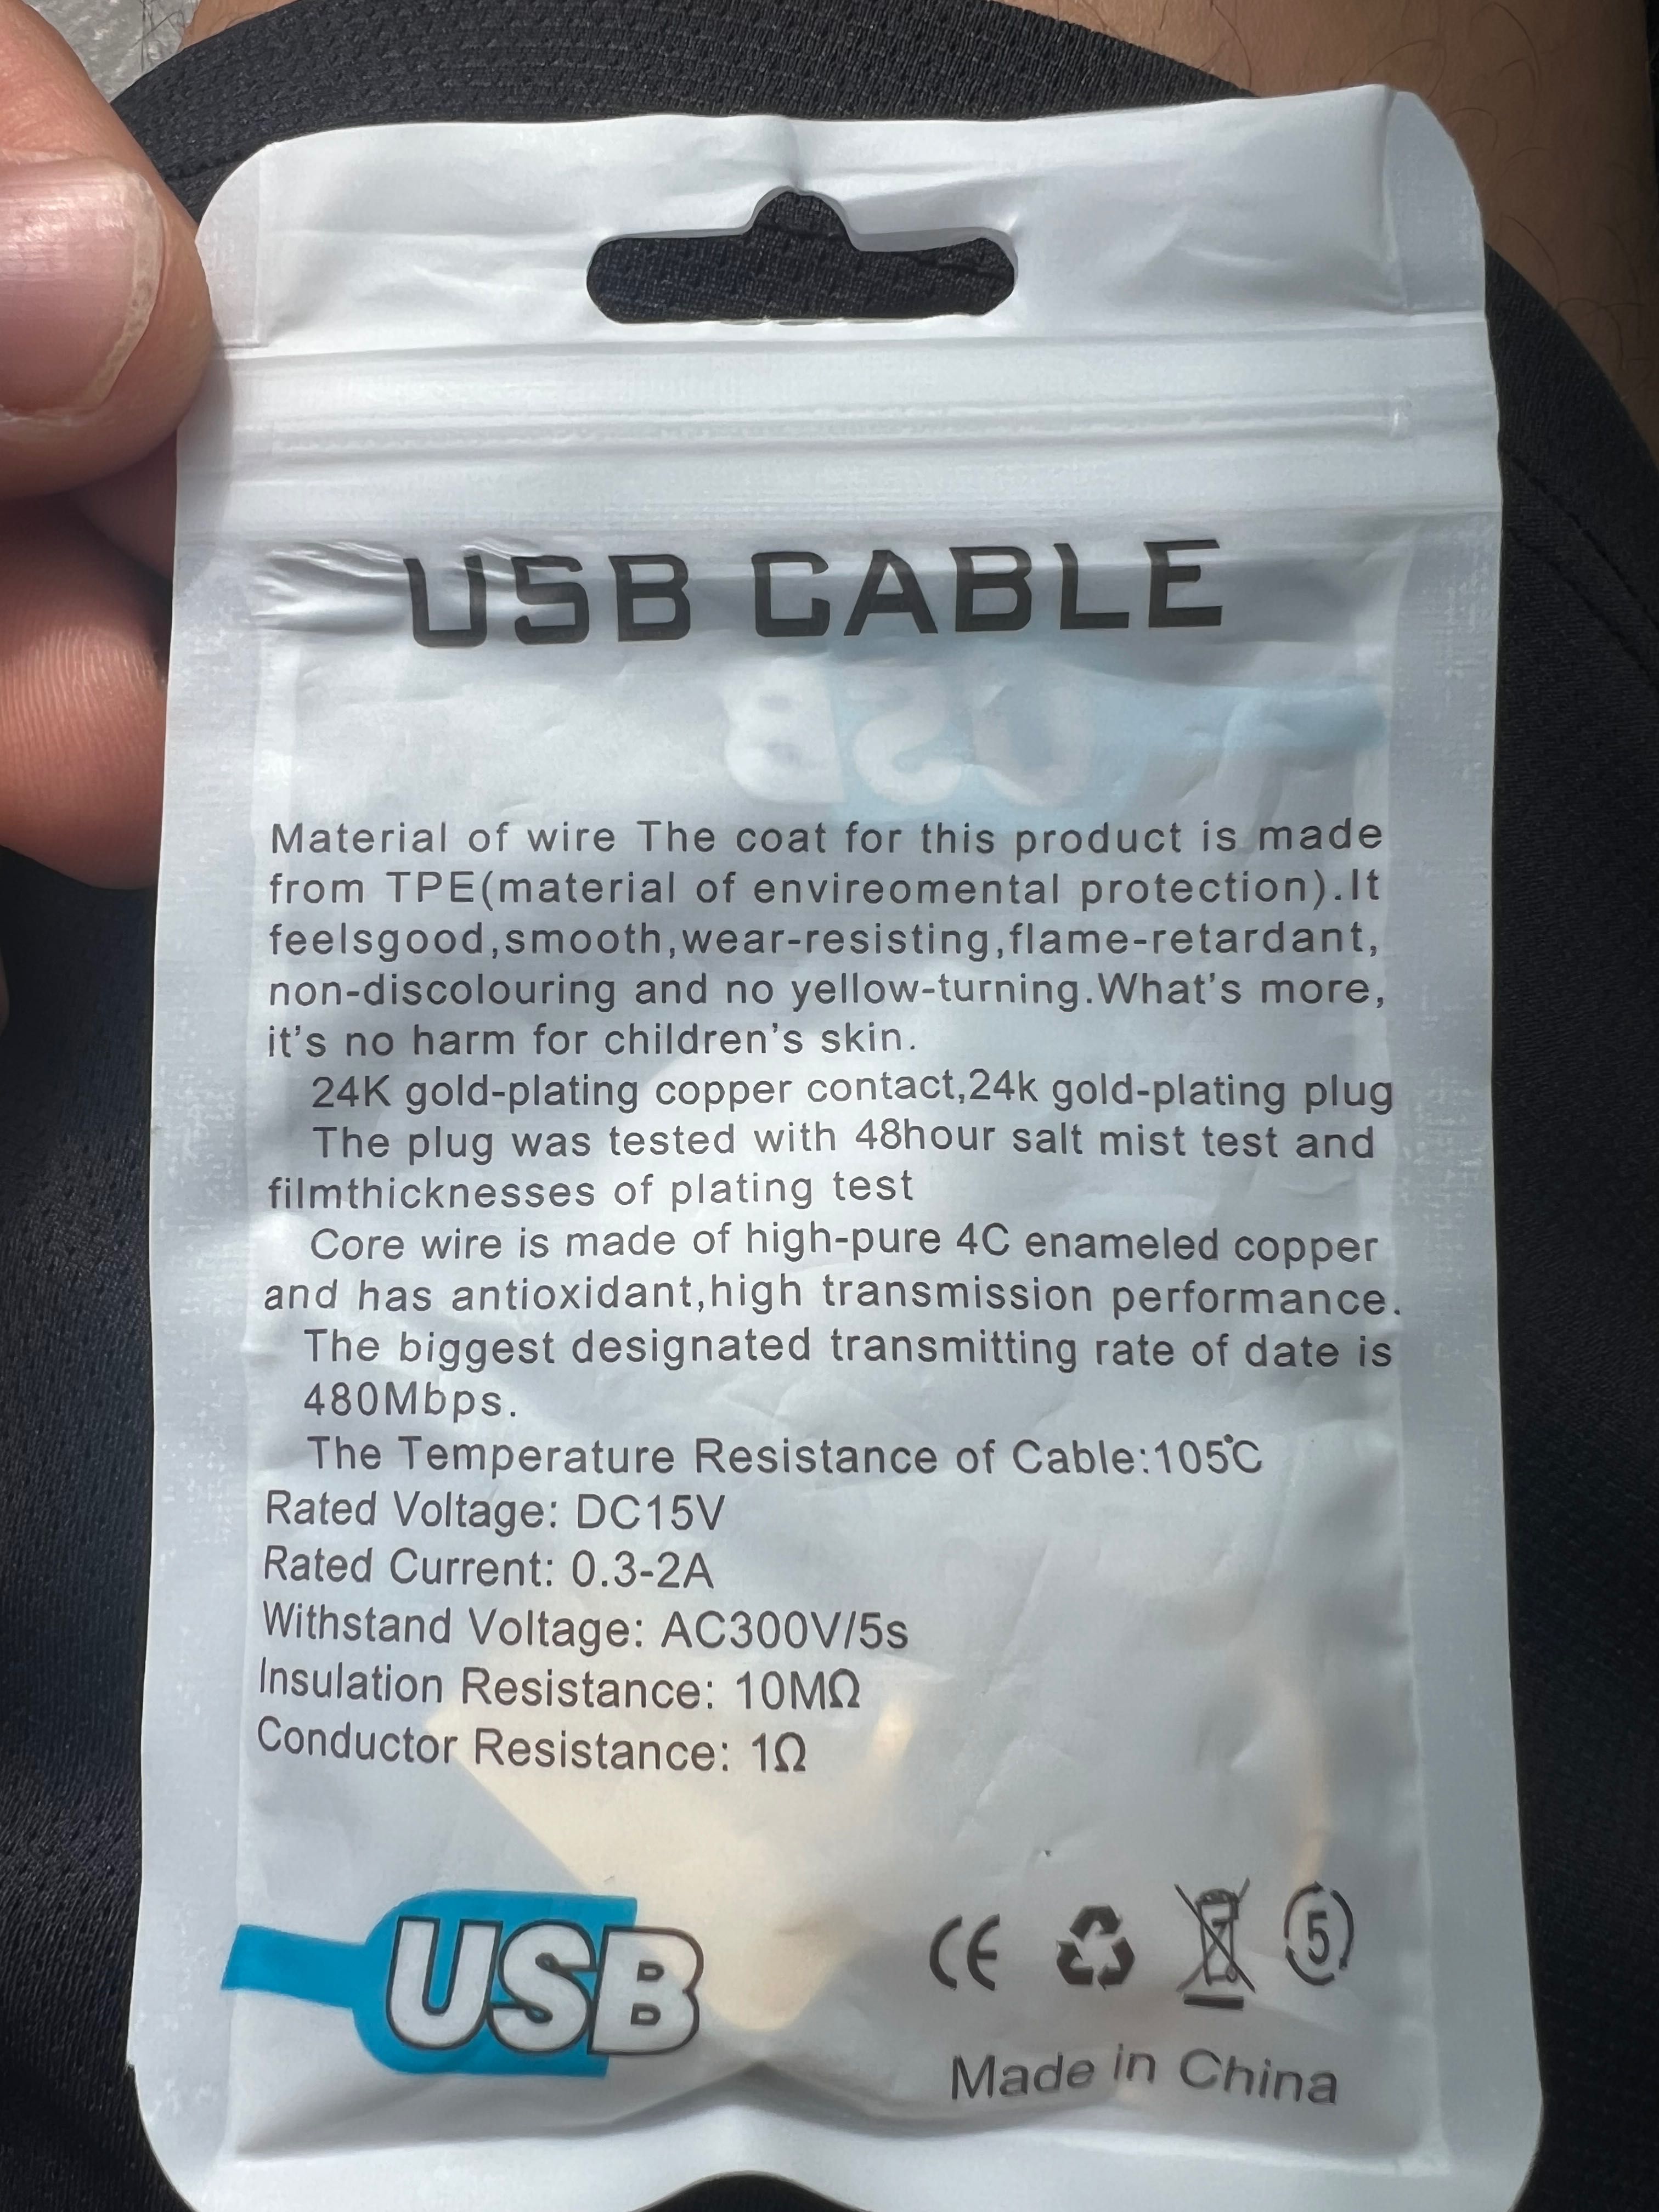 USB CABLE
USB
Material of wire The coat for this product is made
from TPE(material of envireomental protection).It
feelsgood,smooth,wear-resisting,flame-retardant,
non-discolouring and no yellow-turning.What's more,
it's no harm for children's skin.
24K gold-plating copper contact,24k gold-plating plug
The plug was tested with 48hour salt mist test and
filmthicknesses of plating test
Core wire is made of high-pure 4C enameled copper
and has antioxidant,high transmission performance.
The biggest designated transmitting rate of date is
480Mbps.
The Temperature Resistance of Cable:105℃
Rated Voltage: DC15V
Rated Current: 0.3-2A
Withstand Voltage: AC300V/5s
Insulation Resistance: 10MΩ
Conductor Resistance: 1Ω
USB
CE 5
Made in China